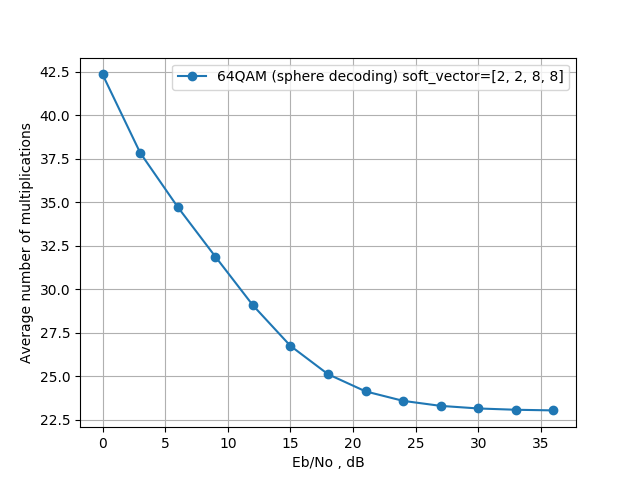 64QAM (sphere decoding) soft_vector=[2, 2, 8, 8]
Average number of multiplications
42.5
40.0
37.5
35.0
32.5
30.0
27.5
25.0
22.5
0 5 10 15 20 25 30 35
Eb/No , dB